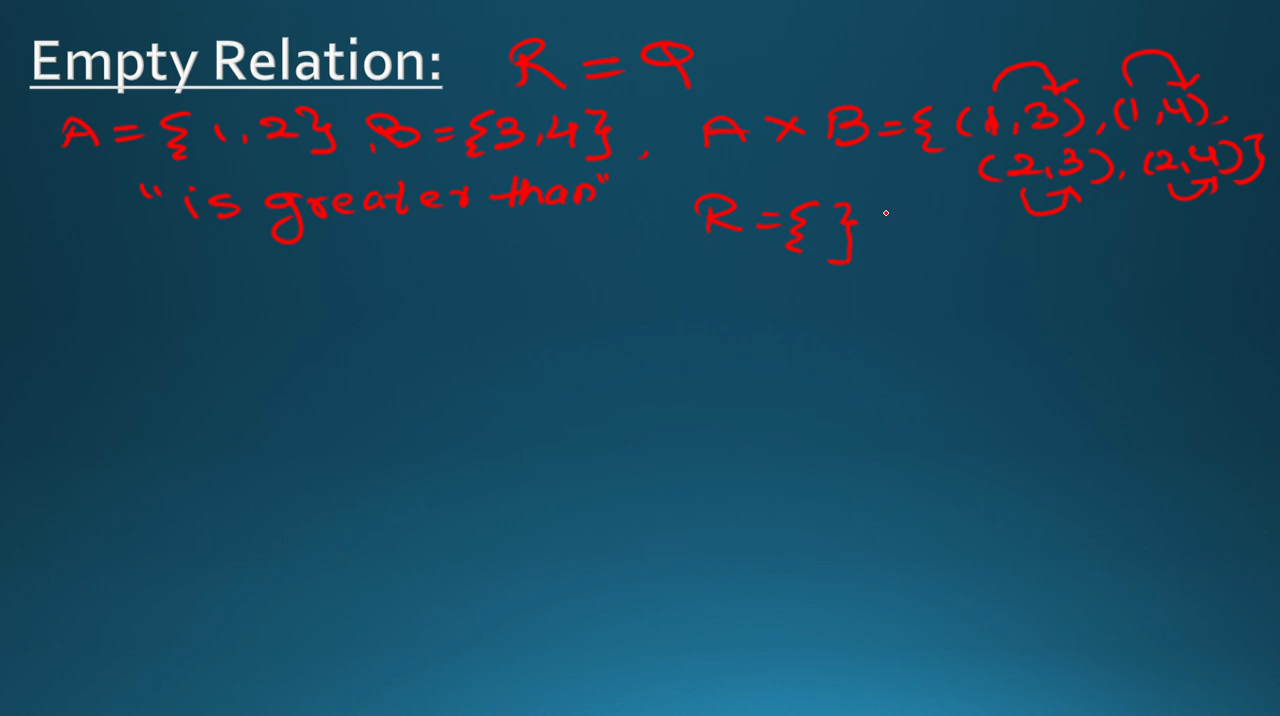 Empty Relation: R = φ
A = {1, 2}, B = {3, 4}, A × B = {(1, 3), (1, 4),
(2, 3), (2, 4)}
"is greater than"
R = { }